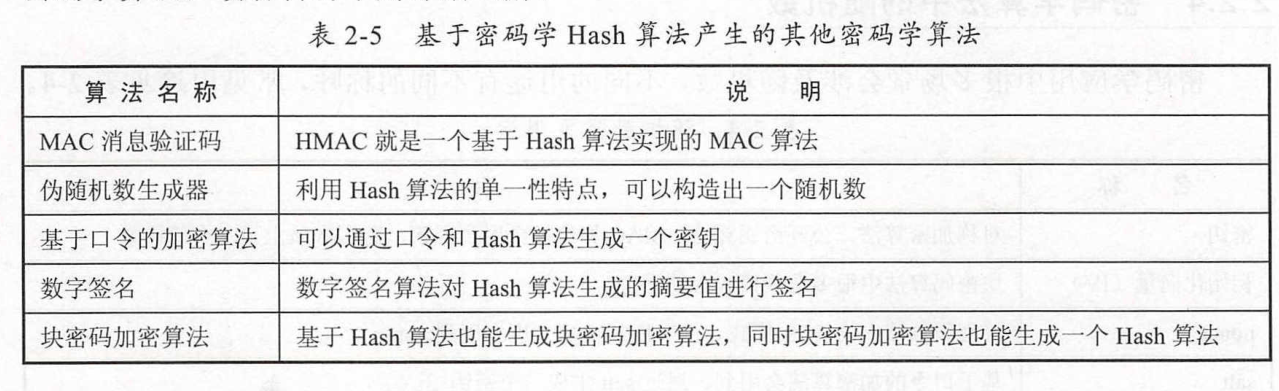 表 2-5 基于密码学 Hash 算法产生的其他密码学算法
算 法 名 称 说 明
MAC 消息验证码 HMAC 就是一个基于 Hash 算法实现的 MAC 算法
伪随机数生成器 利用 Hash 算法的单一性特点，可以构造出一个随机数
基于口令的加密算法 可以通过口令和 Hash 算法生成一个密钥
数字签名 数字签名算法对 Hash 算法生成的摘要值进行签名
块密码加密算法 基于 Hash 算法也能生成块密码加密算法，同时块密码加密算法也能生成一个 Hash 算法